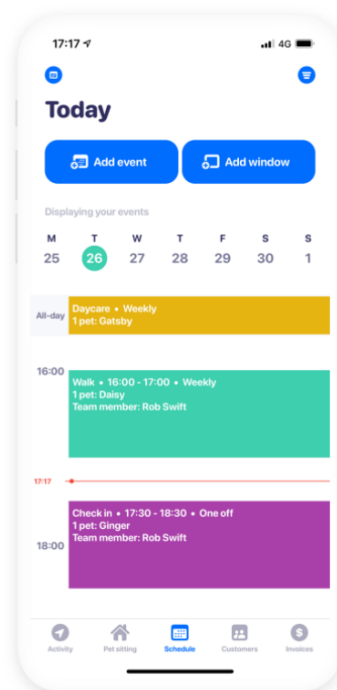 17:17
4G
Today
Add event
Add window
Displaying your events
M T W T F S S
25 26 27 28 29 30 1
All-day
Daycare • Weekly
1 pet: Gatsby
16:00
Walk • 16:00 - 17:00 • Weekly
1 pet: Daisy
Team member: Rob Swift
17:17
Check in • 17:30 - 18:30 • One off
1 pet: Ginger
Team member: Rob Swift
18:00
Activity
Pet sitting
Schedule
Customers
Invoices